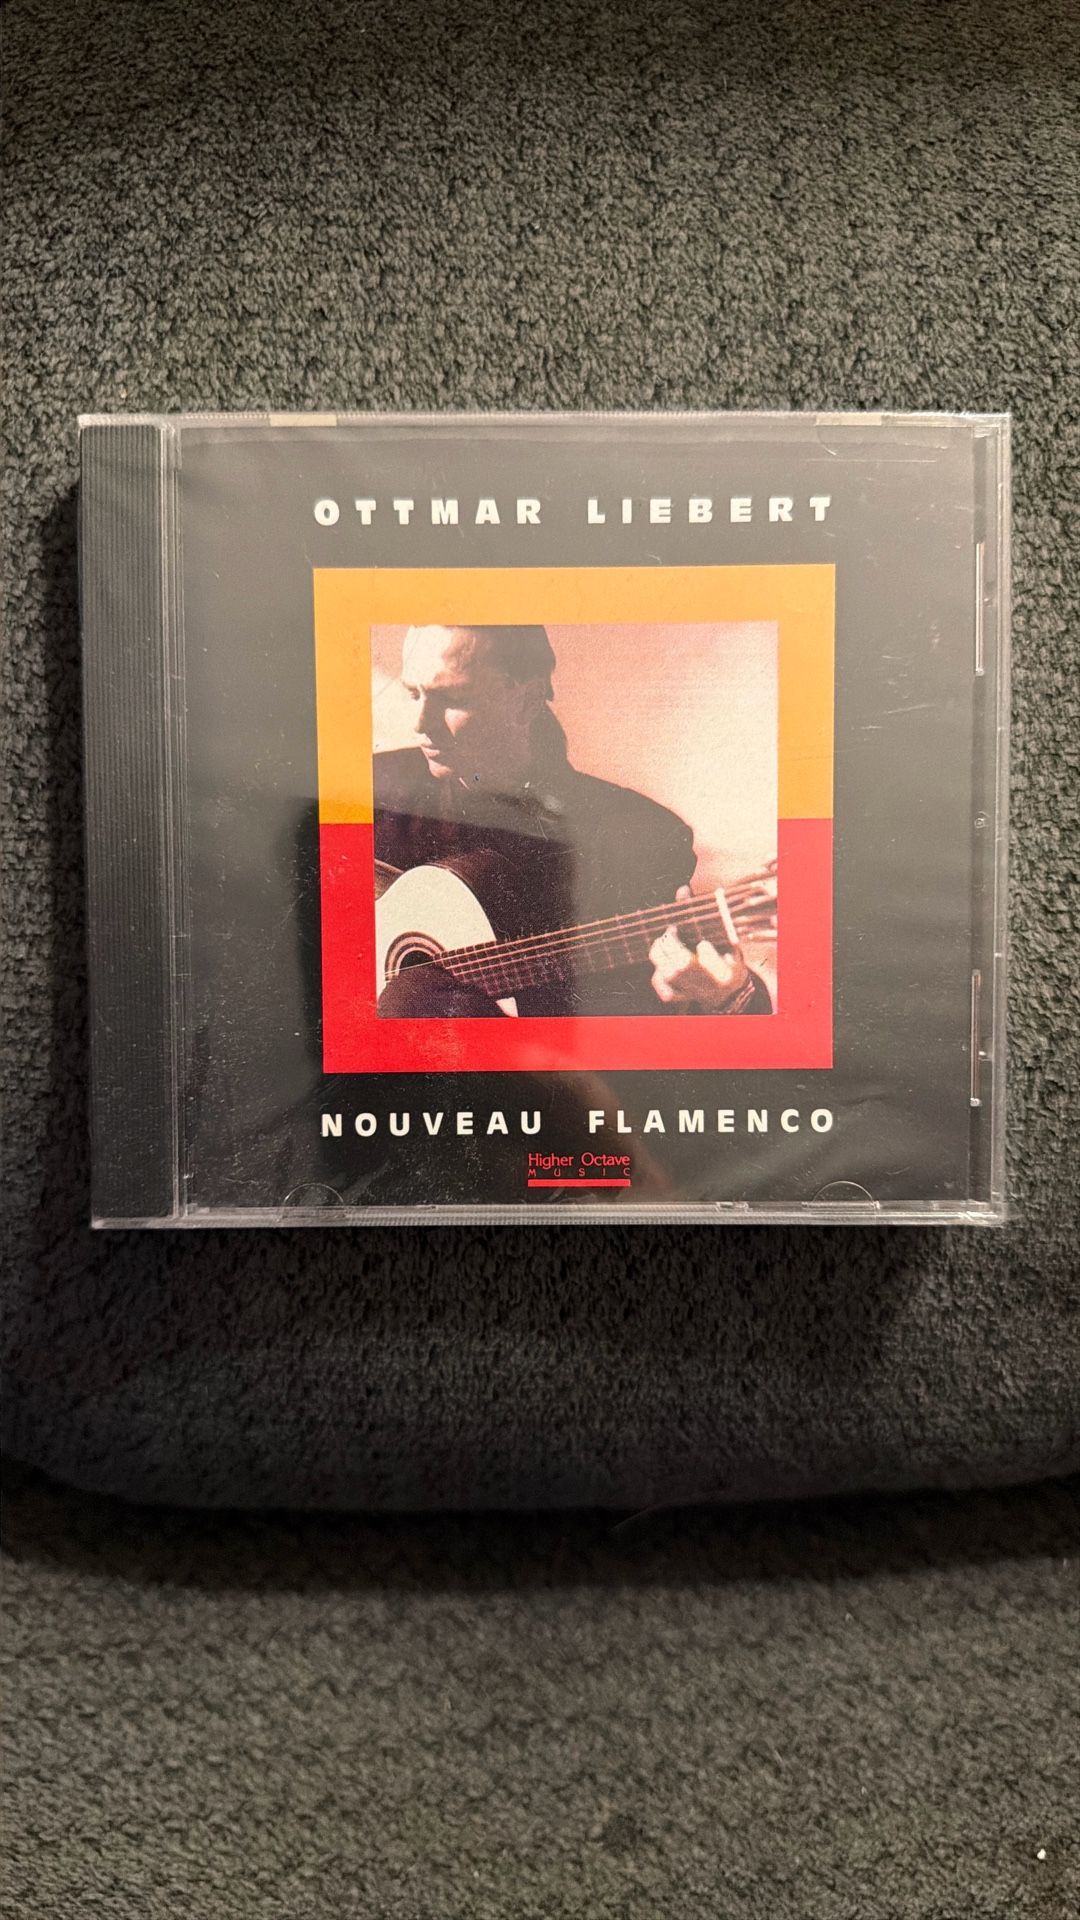 OTTMAR LIEBERT
NOUVEAU FLAMENCO
Higher Octave
MUSIC